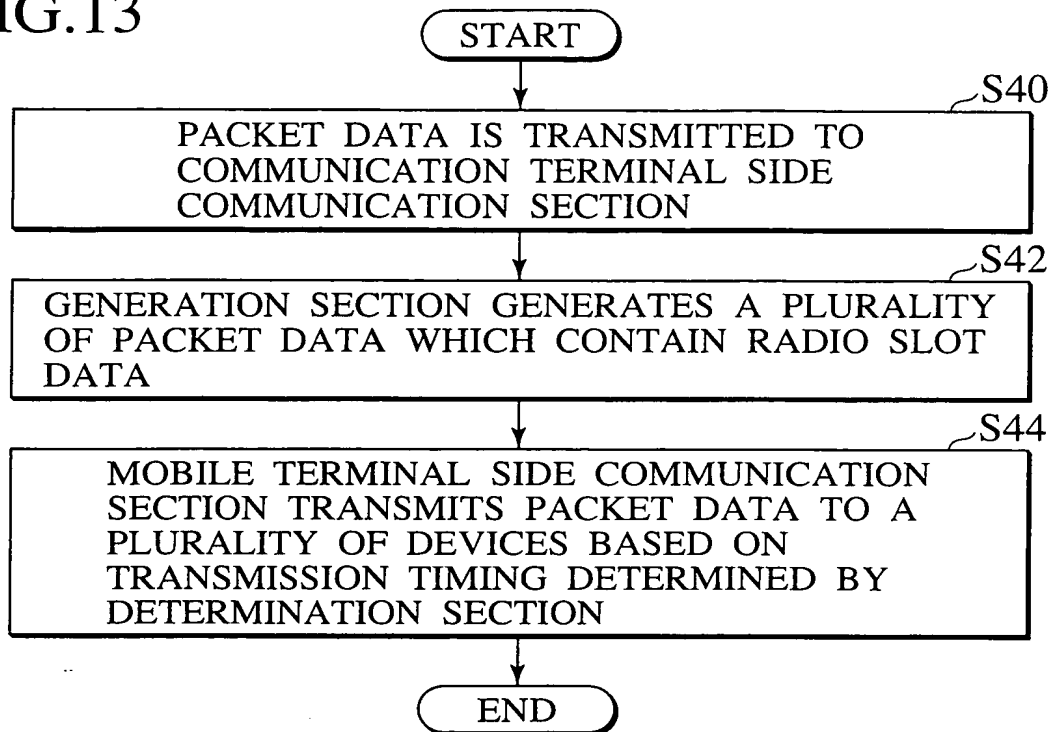 IG.13
START
S40
PACKET DATA IS TRANSMITTED TO
COMMUNICATION TERMINAL SIDE
COMMUNICATION SECTION
S42
GENERATION SECTION GENERATES A PLURALITY
OF PACKET DATA WHICH CONTAIN RADIO SLOT
DATA
S44
MOBILE TERMINAL SIDE COMMUNICATION
SECTION TRANSMITS PACKET DATA TO A
PLURALITY OF DEVICES BASED ON
TRANSMISSION TIMING DETERMINED BY
DETERMINATION SECTION
END